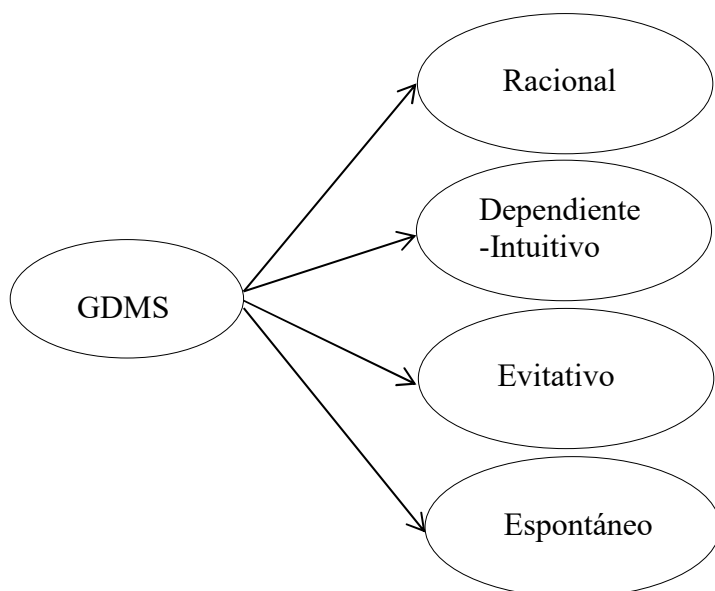 Racional
Dependiente
-Intuitivo
GDMS
Evitativo
Espontáneo